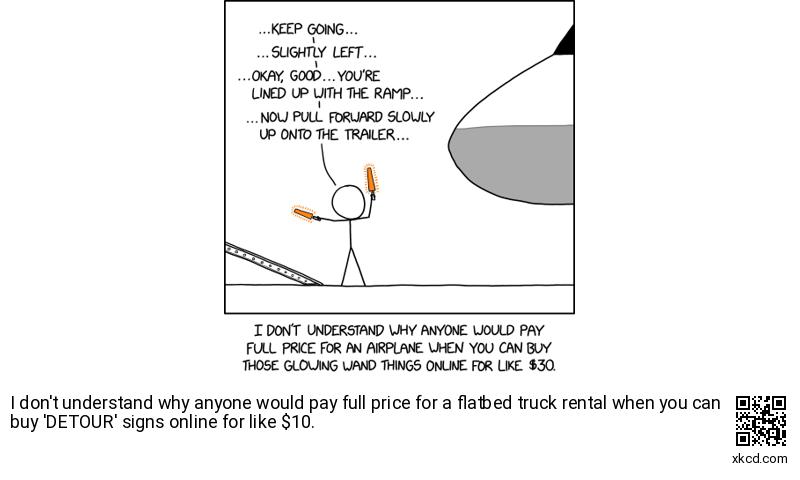 ...KEEP GOING...
...SLIGHTLY LEFT...
...OKAY, GOOD...YOU'RE
LINED UP WITH THE RAMP...
...NOW PULL FORWARD SLOWLY
UP ONTO THE TRAILER...
I DON'T UNDERSTAND WHY ANYONE WOULD PAY
FULL PRICE FOR AN AIRPLANE WHEN YOU CAN BUY
THOSE GLOWING WAND THINGS ONLINE FOR LIKE $30.
I don't understand why anyone would pay full price for a flatbed truck rental when you can
buy 'DETOUR' signs online for like $10.
xkcd.com